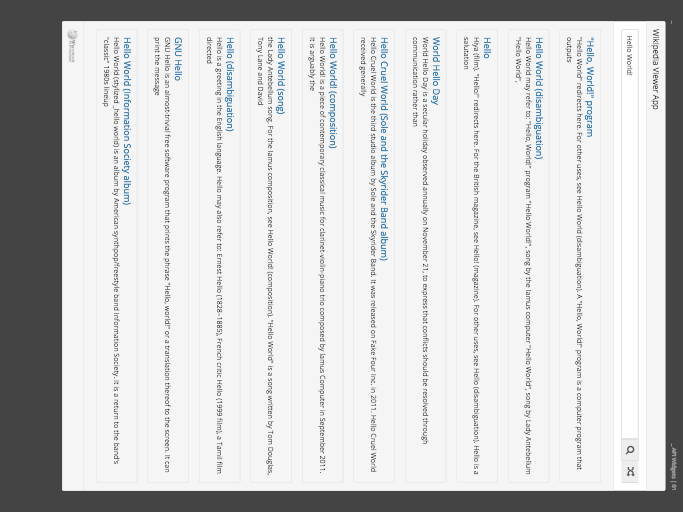 _API Widgets | 01
Wikipedia Viewer App
Hello World!
"Hello, World!" program
"Hello World" redirects here. For other uses, see Hello World (disambiguation). A "Hello, World!" program is a computer program that
outputs
Hello World (disambiguation)
Hello World may refer to: "Hello, World!" program "Hello World!", song by the Iamus computer "Hello World", song by Lady Antebellum
"Hello World",
Hello
Hiya (film). "Hello!" redirects here. For the British magazine, see Hello! (magazine). For other uses, see Hello (disambiguation). Hello is a
salutation
World Hello Day
World Hello Day is a secular holiday observed annually on November 21, to express that conflicts should be resolved through
communication rather than
Hello Cruel World (Sole and the Skyrider Band album)
Hello Cruel World is the third studio album by Sole and the Skyrider Band. It was released on Fake Four Inc. in 2011. Hello Cruel World
received generally
Hello World! (composition)
Hello World! is a piece of contemporary classical music for clarinet-violin-piano trio composed by Iamus Computer in September 2011.
It is arguably the
Hello World (song)
the Lady Antebellum song. For the Iamus composition, see Hello World! (composition). "Hello World" is a song written by Tom Douglas,
Tony Lane and David
Hello (disambiguation)
Hello is a greeting in the English language. Hello may also refer to: Ernest Hello (1828–1885), French critic Hello (1999 film), a Tamil film
directed
GNU Hello
GNU Hello is an almost-trivial free software program that prints the phrase "Hello, world!" or a translation thereof to the screen. It can
print the message
Hello World (Information Society album)
Hello World (stylized _hello world) is an album by American synthpop/freestyle band Information Society. It is a return to the band's
"classic" 1980s lineup